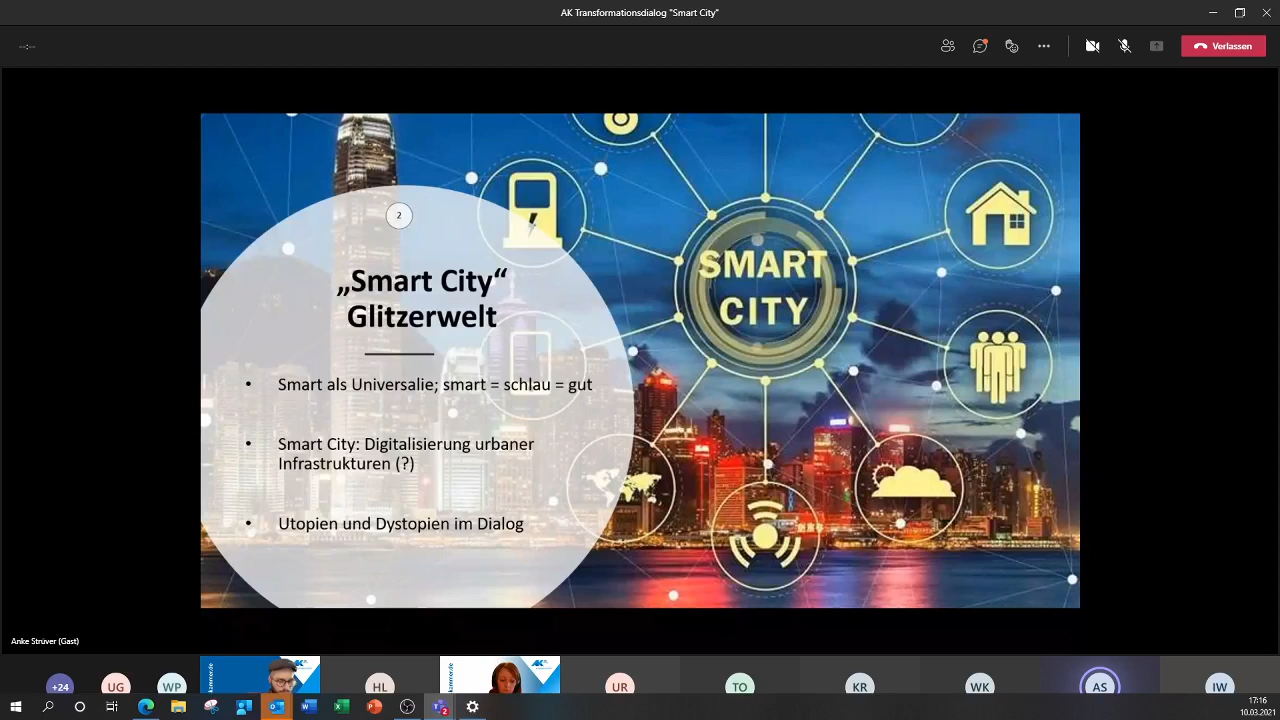 AK Transformationsdialog "Smart City"
--:--
Verlassen
2
„Smart City“
Glitzerwelt
• Smart als Universalie; smart = schlau = gut
• Smart City: Digitalisierung urbaner
Infrastrukturen (?)
• Utopien und Dystopien im Dialog
SMART
CITY
Anke Strüver (Gast)
+24
UG
WP
HL
UR
TO
KR
WK
AS
IW
17:16
10.03.2021